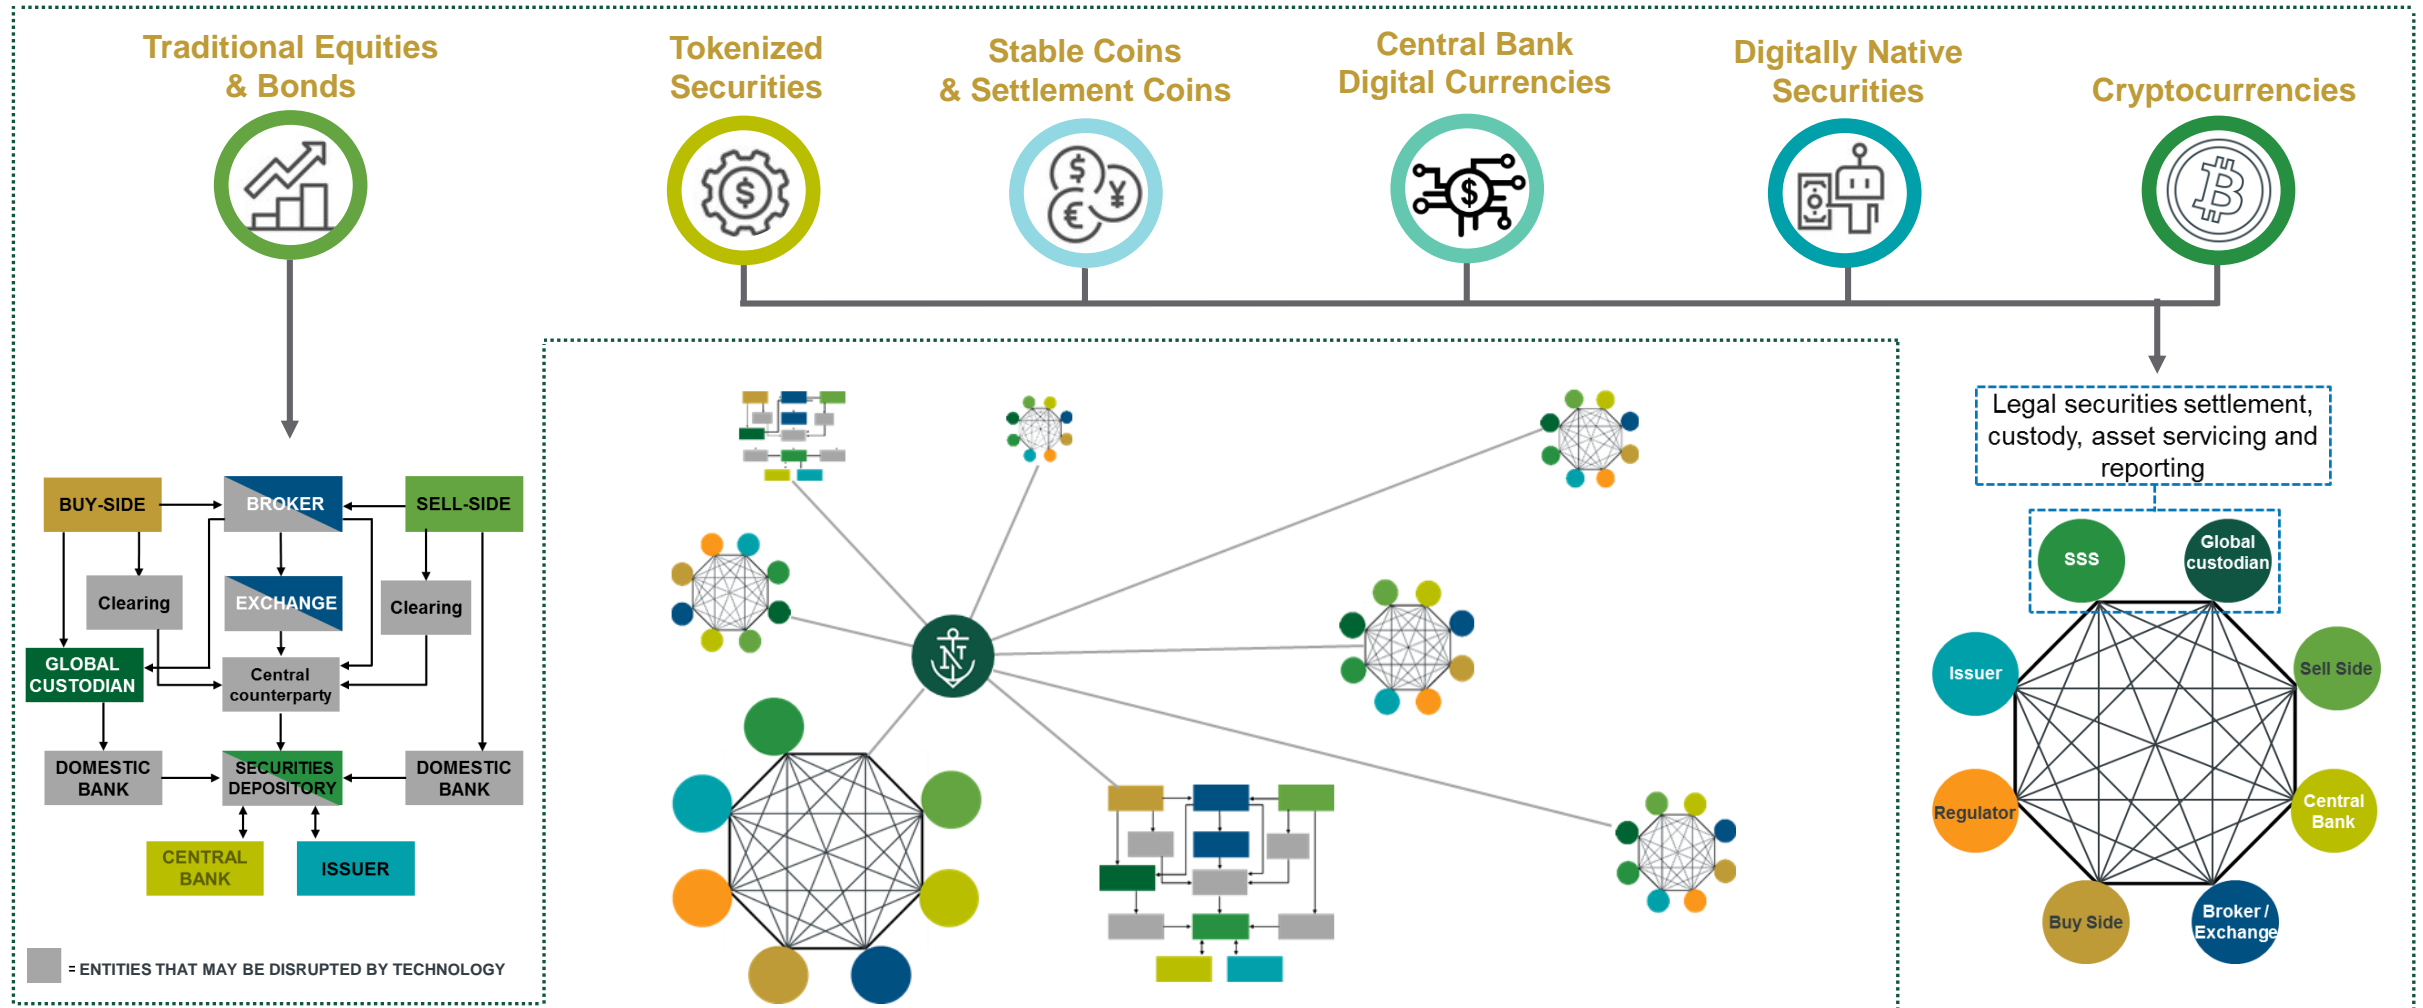 Traditional Equities
& Bonds
Tokenized
Securities
Stable Coins
& Settlement Coins
Central Bank
Digital Currencies
Digitally Native
Securities
Cryptocurrencies
$
$
¥
€
$
BUY-SIDE
BROKER
SELL-SIDE
Clearing
EXCHANGE
Clearing
GLOBAL
CUSTODIAN
Central
counterparty
DOMESTIC
BANK
SECURITIES
DEPOSITORY
DOMESTIC
BANK
CENTRAL
BANK
ISSUER
= ENTITIES THAT MAY BE DISRUPTED BY TECHNOLOGY
NT
Legal securities settlement,
custody, asset servicing and
reporting
SSS
Global
custodian
Issuer
Sell Side
Regulator
Central
Bank
Buy Side
Broker /
Exchange